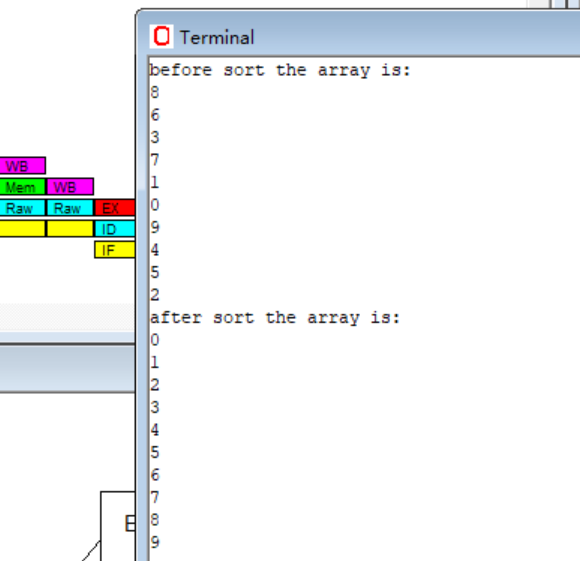 Terminal
before sort the array is:
8
6
3
7
1
0
9
4
5
2
after sort the array is:
0
1
2
3
4
5
6
7
8
9
WB
Mem WB
Raw Raw EX
ID
IF
E